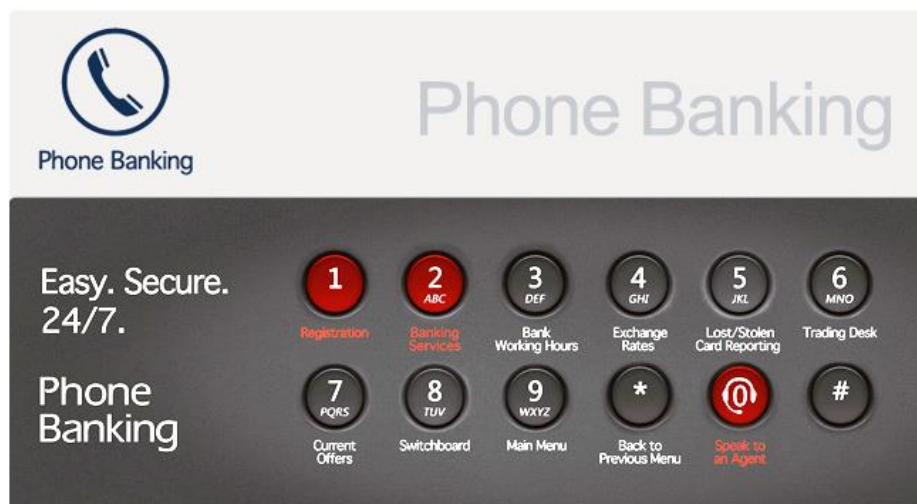 Phone Banking
Phone Banking
Easy. Secure.
24/7.
Phone
Banking
1
Registration
2
ABC
Banking
Services
3
DEF
Bank
Working Hours
4
GHI
Exchange
Rates
5
JKL
Lost/Stolen
Card Reporting
6
MNO
Trading Desk
7
PQRS
Current
Offers
8
TUV
Switchboard
9
WXYZ
Main Menu
*
Back to
Previous Menu
0
Speak to
an Agent
#